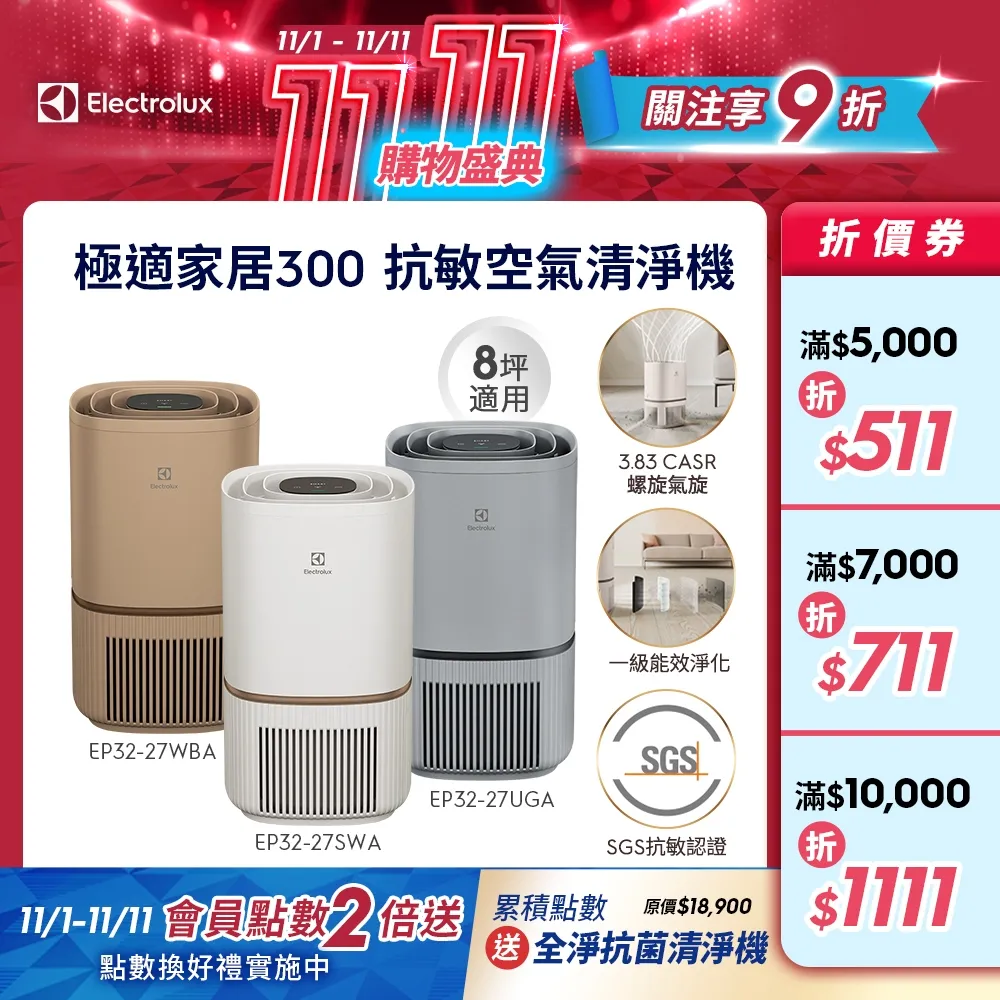 Electrolux
11/1 - 11/11
11 11
購物盛典
關注享9折
極適家居300 抗敏空氣清淨機
8坪
適用
Electrolux
Electrolux
Electrolux
EP32-27WBA
EP32-27SWA
EP32-27UGA
3.83 CASR
螺旋氣旋
一級能效淨化
SGS
SGS抗敏認證
折價券
滿$5,000
折
$511
滿$7,000
折
$711
滿$10,000
折
$1111
11/1-11/11 會員點數2倍送
點數換好禮實施中
累積點數 原價$18,900
送 全淨抗菌清淨機